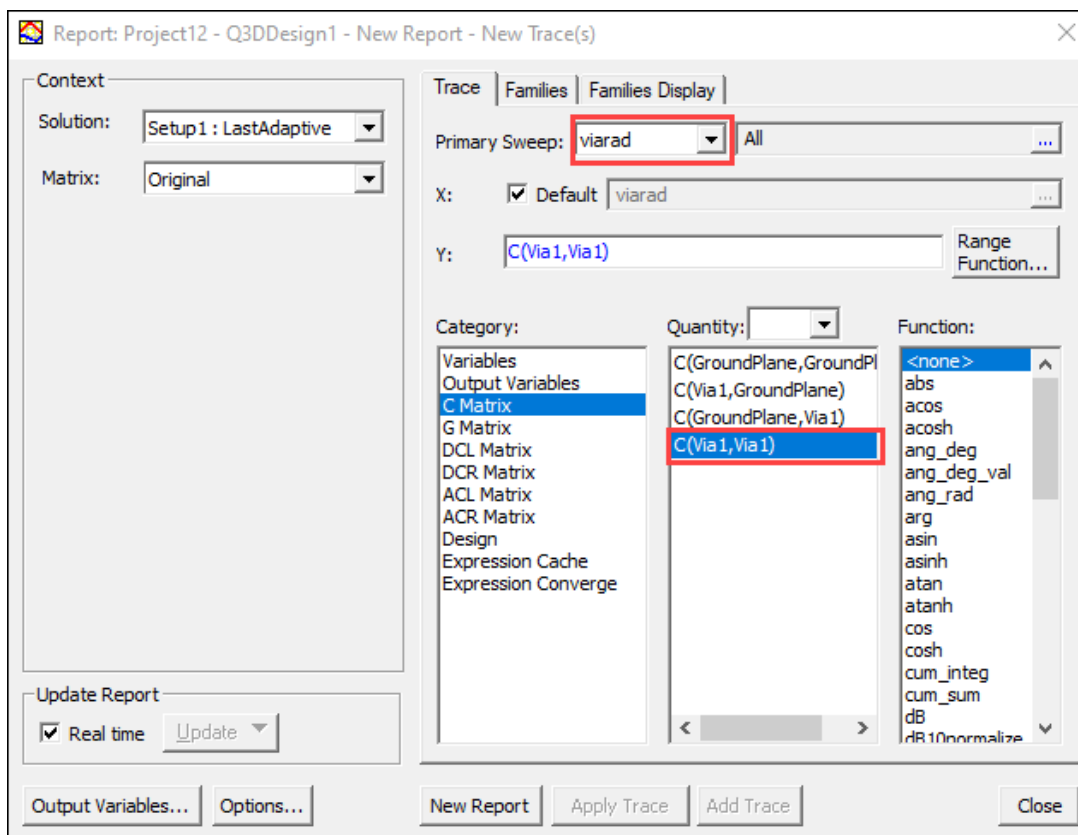 Report: Project12 - Q3DDesign1 - New Report - New Trace(s)
Context
Solution:
Setup1 : LastAdaptive
Matrix:
Original
Trace
Families
Families Display
Primary Sweep:
viarad
All
...
X:
Default
viarad
...
Y:
C(Via1,Via1)
Range
Function...
Category:
Variables
Output Variables
C Matrix
G Matrix
DCL Matrix
DCR Matrix
ACL Matrix
ACR Matrix
Design
Expression Cache
Expression Converge
Quantity:
C(GroundPlane,GroundPl
C(Via1,GroundPlane)
C(GroundPlane,Via1)
C(Via1,Via1)
Function:
<none>
abs
acos
acosh
ang_deg
ang_deg_val
ang_rad
arg
asin
asinh
atan
atanh
cos
cosh
cum_integ
cum_sum
dB
dB10normalize
Update Report
Real time
Update
Output Variables...
Options...
New Report
Apply Trace
Add Trace
Close